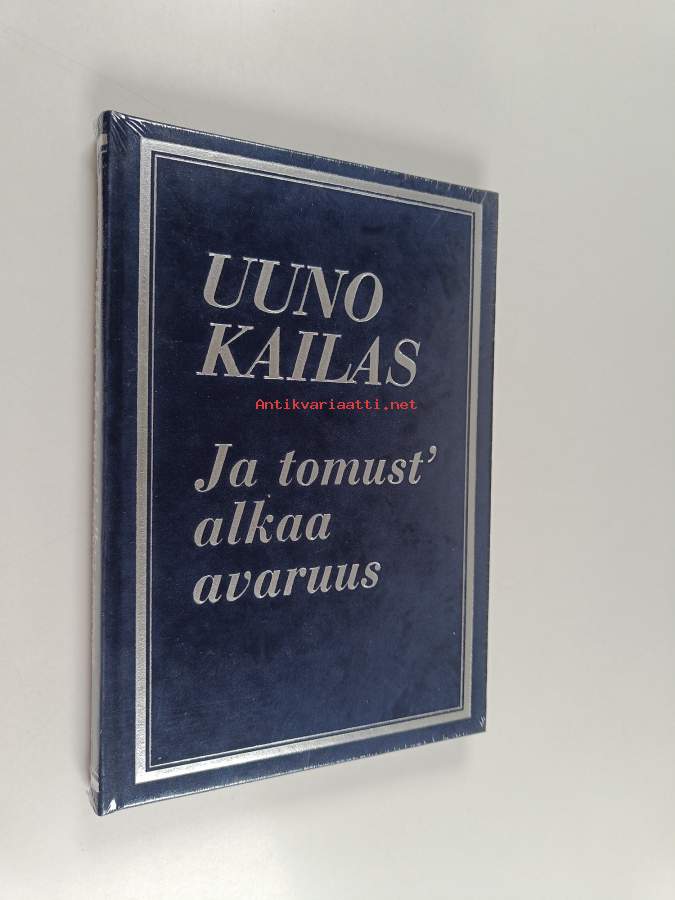 UUNO
KAILAS
Antikvariaatti.net
Ja tomust’
alkaa
avaruus